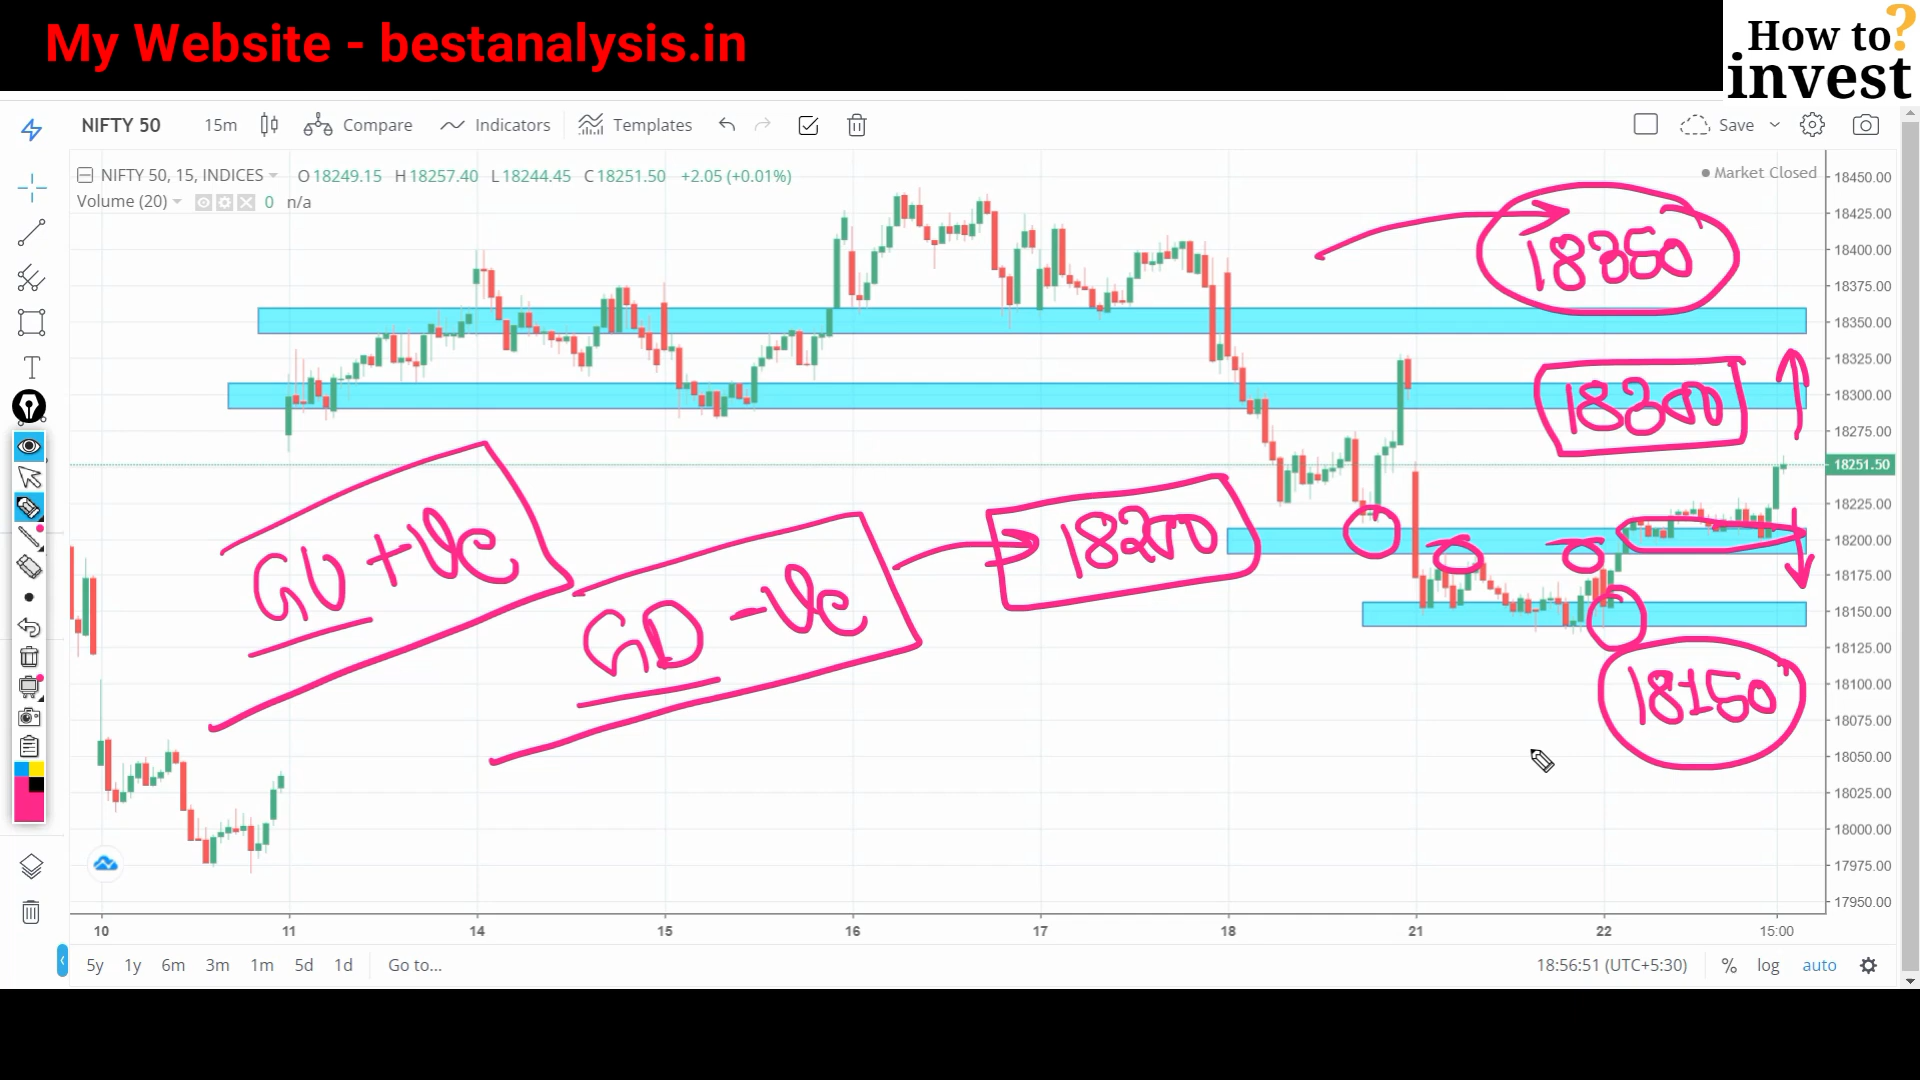 My Website - bestanalysis.in
How to?
invest
NIFTY 50 15m Compare Indicators Templates Save
NIFTY 50, 15, INDICES O18249.15 H18257.40 L18244.45 C18251.50 +2.05 (+0.01%)
Market Closed
Volume (20) 0 n/a
18450.00
18425.00
18400.00
18375.00
18350.00
18325.00
18300.00
18275.00
18251.50
18225.00
18200.00
18175.00
18150.00
18125.00
18100.00
18075.00
18050.00
18025.00
18000.00
17975.00
17950.00
18350
18300
18200
GU +Ve
GD -Ve
18150
10 11 14 15 16 17 18 21 22 15:00
5y 1y 6m 3m 1m 5d 1d Go to... 18:56:51 (UTC+5:30) % log auto